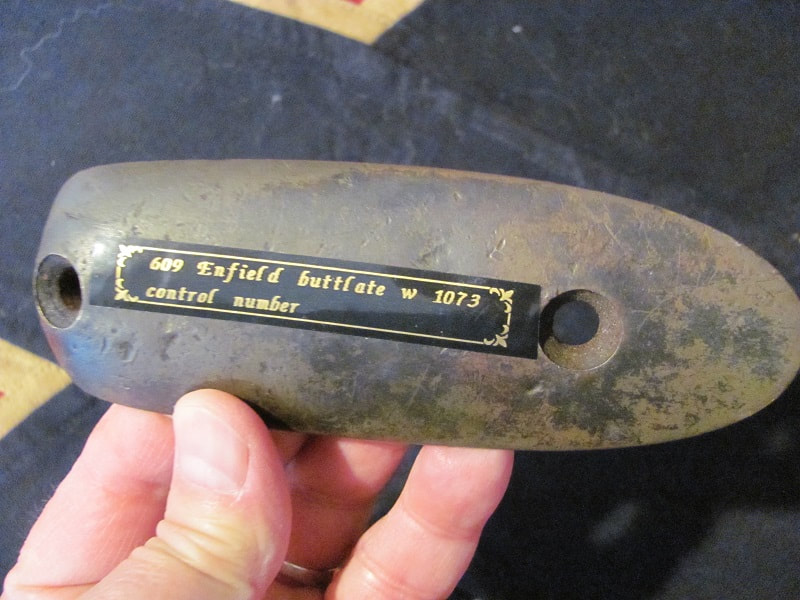 609 Enfield buttlate w 1073
control number